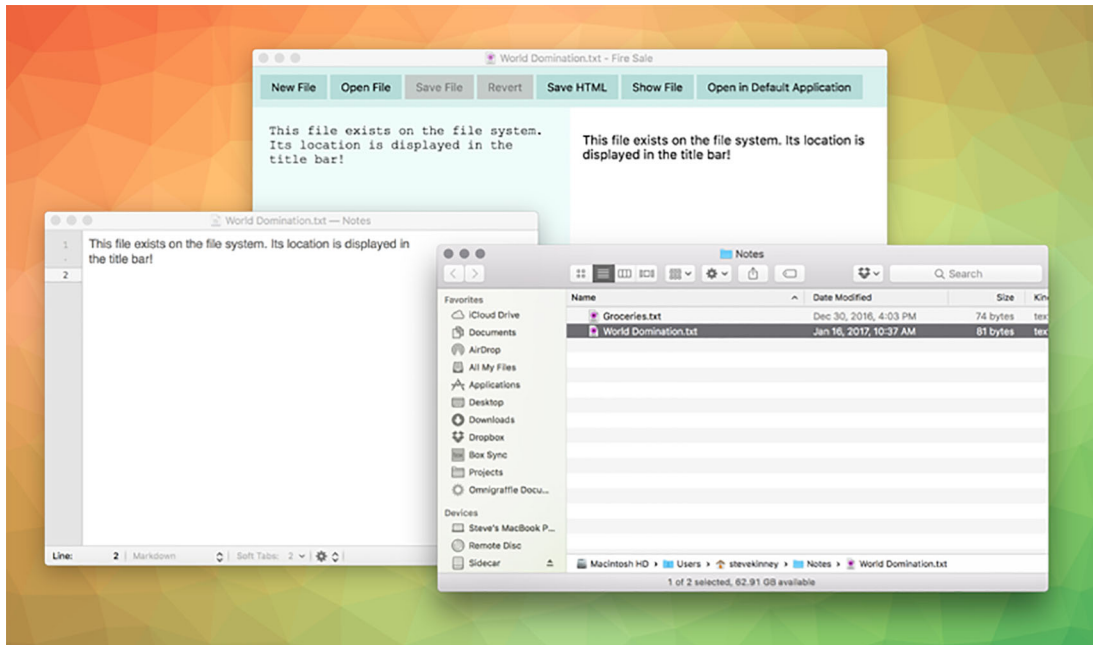 World Domination.txt - Fire Sale
New File Open File Save File Revert Save HTML Show File Open in Default Application
This file exists on the file system.
Its location is displayed in the
title bar!
This file exists on the file system. Its location is
displayed in the title bar!
World Domination.txt — Notes
1 This file exists on the file system. Its location is displayed in
the title bar!
2
Line: 2 Markdown Soft Tabs: 2
Notes
Search
Favorites
iCloud Drive
Documents
AirDrop
All My Files
Applications
Desktop
Downloads
Dropbox
Box Sync
Projects
Omnigraffle Docu...
Devices
Steve's MacBook P...
Remote Disc
Sidecar
Name Date Modified Size Kin
Groceries.txt Dec 30, 2016, 4:03 PM 74 bytes tex
World Domination.txt Jan 16, 2017, 10:37 AM 81 bytes tex
Macintosh HD › Users › stevekinney › Notes › World Domination.txt
1 of 2 selected, 62.91 GB available